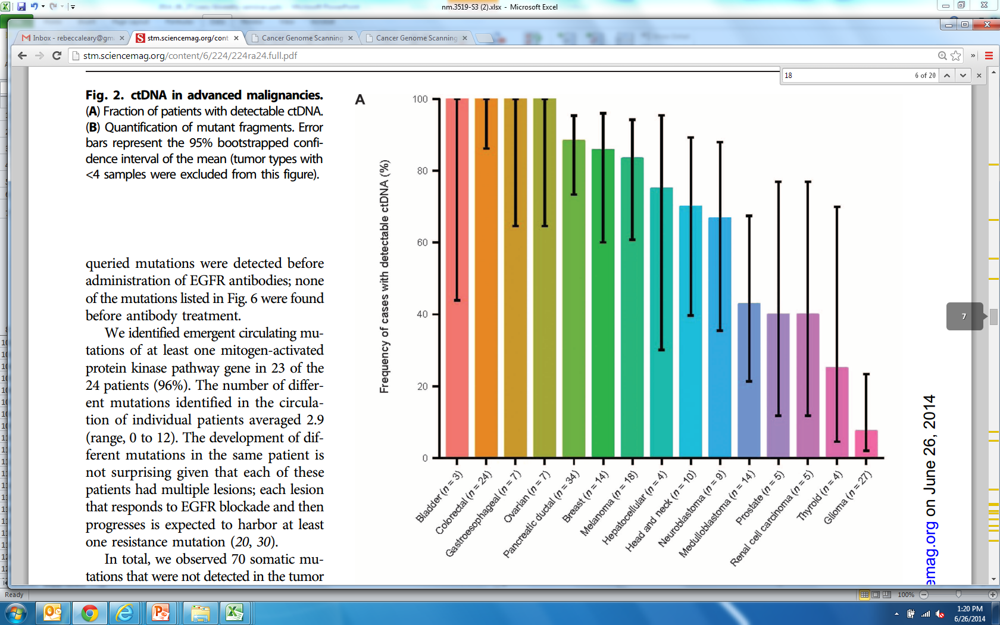 nm.3519-S3 (2).xlsx - Microsoft Excel
Inbox - rebeccaleary@gm
stm.sciencemag.org/cont
Cancer Genome Scanning
Cancer Genome Scanning
stm.sciencemag.org/content/6/224/224ra24.full.pdf
18
6 of 20
Fig. 2. ctDNA in advanced malignancies.
(A) Fraction of patients with detectable ctDNA.
(B) Quantification of mutant fragments. Error
bars represent the 95% bootstrapped confi-
dence interval of the mean (tumor types with
<4 samples were excluded from this figure).
queried mutations were detected before
administration of EGFR antibodies; none
of the mutations listed in Fig. 6 were found
before antibody treatment.
We identified emergent circulating mu-
tations of at least one mitogen-activated
protein kinase pathway gene in 23 of the
24 patients (96%). The number of differ-
ent mutations identified in the circula-
tion of individual patients averaged 2.9
(range, 0 to 12). The development of dif-
ferent mutations in the same patient is
not surprising given that each of these
patients had multiple lesions; each lesion
that responds to EGFR blockade and then
progresses is expected to harbor at least
one resistance mutation (20, 30).
In total, we observed 70 somatic mu-
tations that were not detected in the tumor
A
Frequency of cases with detectable ctDNA (%)
100
80
60
40
20
0
Bladder (n = 3)
Colorectal (n = 24)
Gastroesophageal (n = 7)
Ovarian (n = 7)
Pancreatic ductal (n = 34)
Breast (n = 14)
Melanoma (n = 18)
Hepatocellular (n = 4)
Head and neck (n = 10)
Neuroblastoma (n = 9)
Medulloblastoma (n = 14)
Prostate (n = 5)
Renal cell carcinoma (n = 5)
Thyroid (n = 4)
Glioma (n = 27)
7
emag.org on June 26, 2014
Ready
100%
1:20 PM
6/26/2014